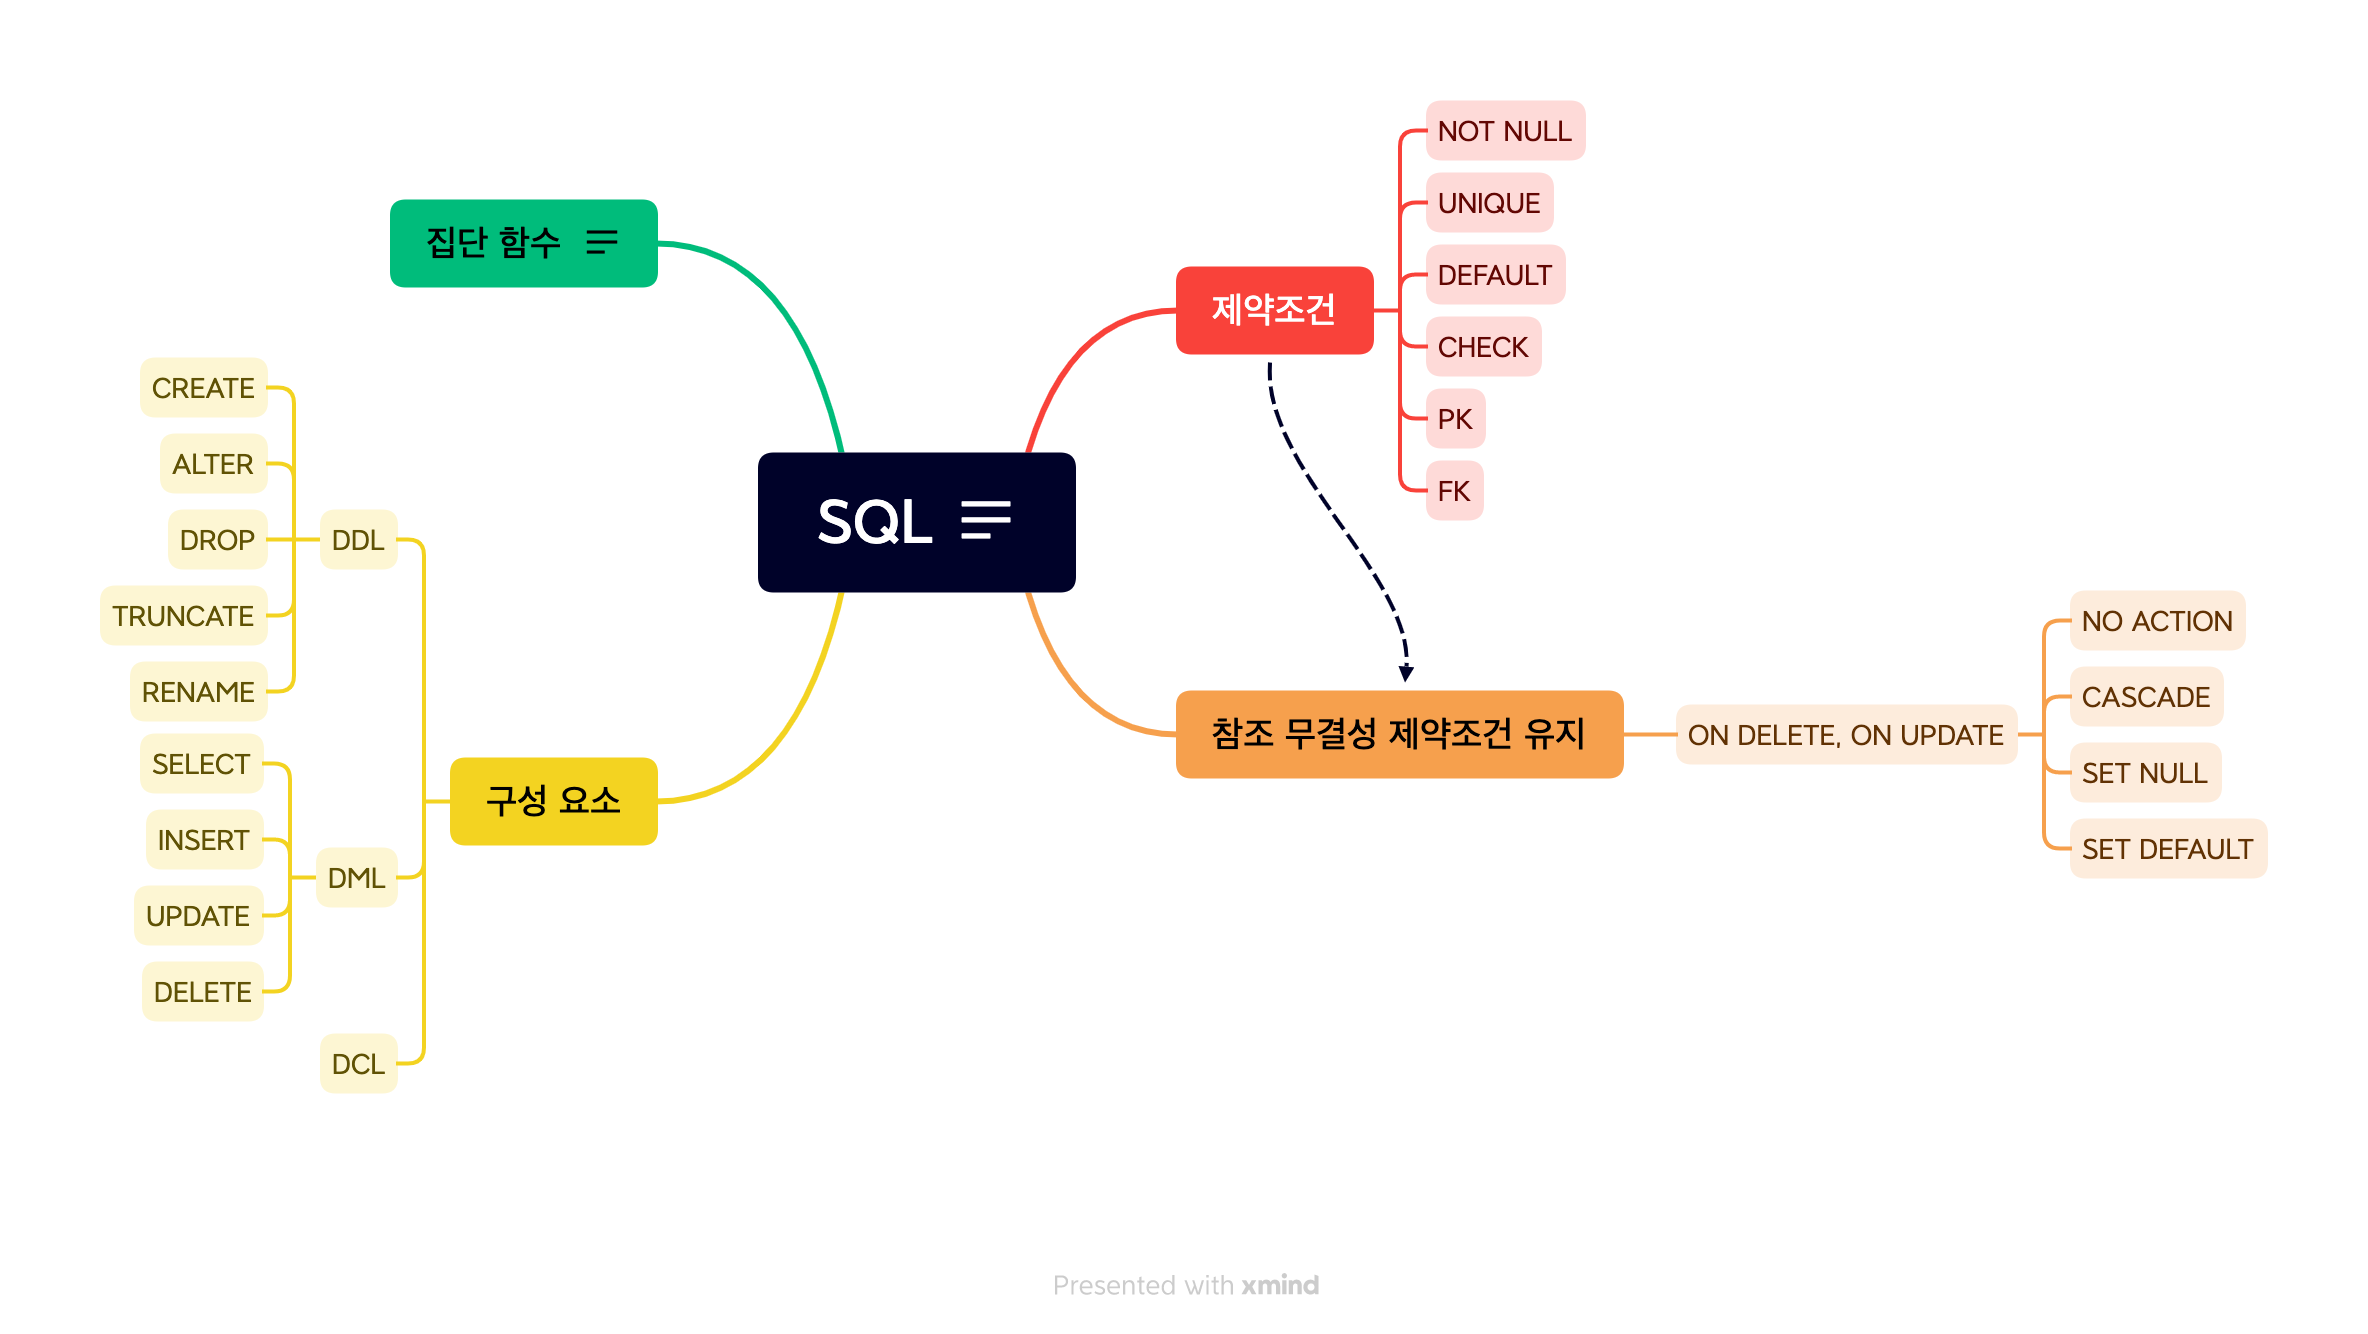 SQL
제약조건
NOT NULL
UNIQUE
DEFAULT
CHECK
PK
FK
참조 무결성 제약조건 유지
ON DELETE, ON UPDATE
NO ACTION
CASCADE
SET NULL
SET DEFAULT
집단 함수
구성 요소
DDL
CREATE
ALTER
DROP
TRUNCATE
RENAME
DML
SELECT
INSERT
UPDATE
DELETE
DCL
Presented with xmind